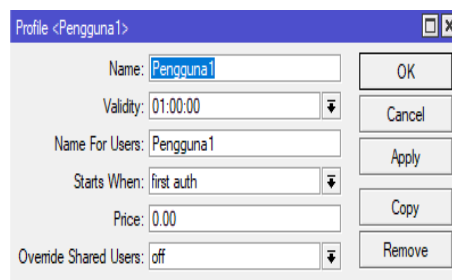 Profile <Pengguna1>
Name: Pengguna1
OK
Validity: 01:00:00
Cancel
Name For Users: Pengguna1
Apply
Starts When: first auth
Price: 0.00
Copy
Override Shared Users: off
Remove